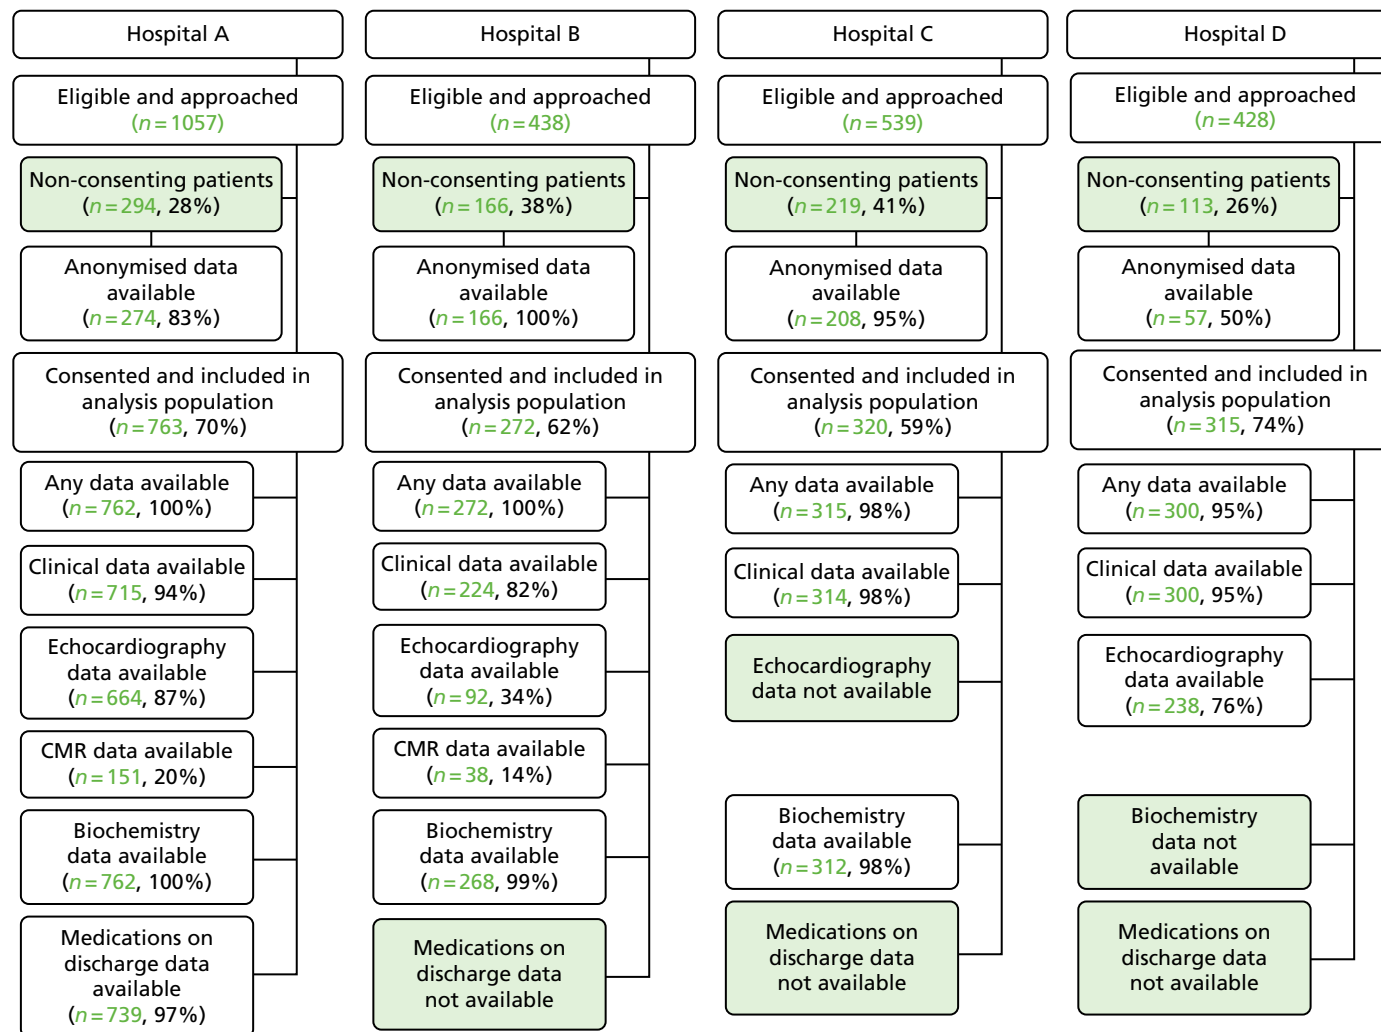 Hospital A
Eligible and approached
(n=1057)
Non-consenting patients
(n=294, 28%)
Anonymised data
available
(n=274, 83%)
Consented and included in
analysis population
(n=763, 70%)
Any data available
(n=762, 100%)
Clinical data available
(n=715, 94%)
Echocardiography
data available
(n=664, 87%)
CMR data available
(n=151, 20%)
Biochemistry
data available
(n=762, 100%)
Medications on
discharge data
available
(n=739, 97%)
Hospital B
Eligible and approached
(n=438)
Non-consenting patients
(n=166, 38%)
Anonymised data
available
(n=166, 100%)
Consented and included in
analysis population
(n=272, 62%)
Any data available
(n=272, 100%)
Clinical data available
(n=224, 82%)
Echocardiography
data available
(n=92, 34%)
CMR data available
(n=38, 14%)
Biochemistry
data available
(n=268, 99%)
Medications on
discharge data
not available
Hospital C
Eligible and approached
(n=539)
Non-consenting patients
(n=219, 41%)
Anonymised data
available
(n=208, 95%)
Consented and included in
analysis population
(n=320, 59%)
Any data available
(n=315, 98%)
Clinical data available
(n=314, 98%)
Echocardiography
data not available
Biochemistry
data available
(n=312, 98%)
Medications on
discharge data
not available
Hospital D
Eligible and approached
(n=428)
Non-consenting patients
(n=113, 26%)
Anonymised data
available
(n=57, 50%)
Consented and included in
analysis population
(n=315, 74%)
Any data available
(n=300, 95%)
Clinical data available
(n=300, 95%)
Echocardiography
data available
(n=238, 76%)
Biochemistry
data not
available
Medications on
discharge data
not available